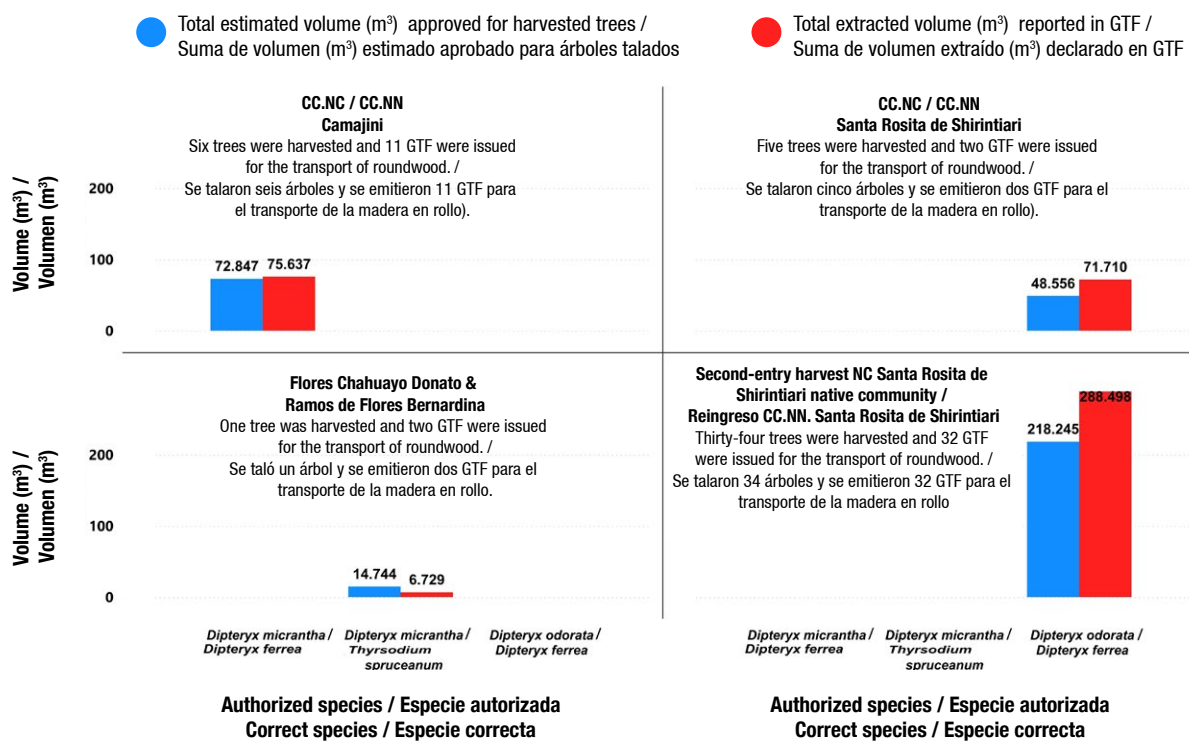 Total estimated volume (m³) approved for harvested trees /
Suma de volumen (m³) estimado aprobado para árboles talados
Total extracted volume (m³) reported in GTF /
Suma de volumen extraído (m³) declarado en GTF
Volume (m³) /
Volumen (m³)
CC.NC / CC.NN
Camajini
Six trees were harvested and 11 GTF were issued
for the transport of roundwood. /
Se talaron seis árboles y se emitieron 11 GTF para
el transporte de la madera en rollo).
200
100
0
72.847
75.637
CC.NC / CC.NN
Santa Rosita de Shirintiari
Five trees were harvested and two GTF were issued
for the transport of roundwood. /
Se talaron cinco árboles y se emitieron dos GTF para el
transporte de la madera en rollo).
48.556
71.710
Volume (m³) /
Volumen (m³)
Flores Chahuayo Donato &
Ramos de Flores Bernardina
One tree was harvested and two GTF were issued
for the transport of roundwood. /
Se taló un árbol y se emitieron dos GTF para el
transporte de la madera en rollo.
200
100
0
14.744
6.729
Second-entry harvest NC Santa Rosita de
Shirintiari native community /
Reingreso CC.NN. Santa Rosita de Shirintiari
Thirty-four trees were harvested and 32 GTF
were issued for the transport of roundwood. /
Se talaron 34 árboles y se emitieron 32 GTF para el
transporte de la madera en rollo
218.245
288.498
Dipteryx micrantha /
Dipteryx ferrea
Dipteryx micrantha /
Thyrsodium
spruceanum
Dipteryx odorata /
Dipteryx ferrea
Dipteryx micrantha /
Dipteryx ferrea
Dipteryx micrantha /
Thyrsodium
spruceanum
Dipteryx odorata /
Dipteryx ferrea
Authorized species / Especie autorizada
Correct species / Especie correcta
Authorized species / Especie autorizada
Correct species / Especie correcta